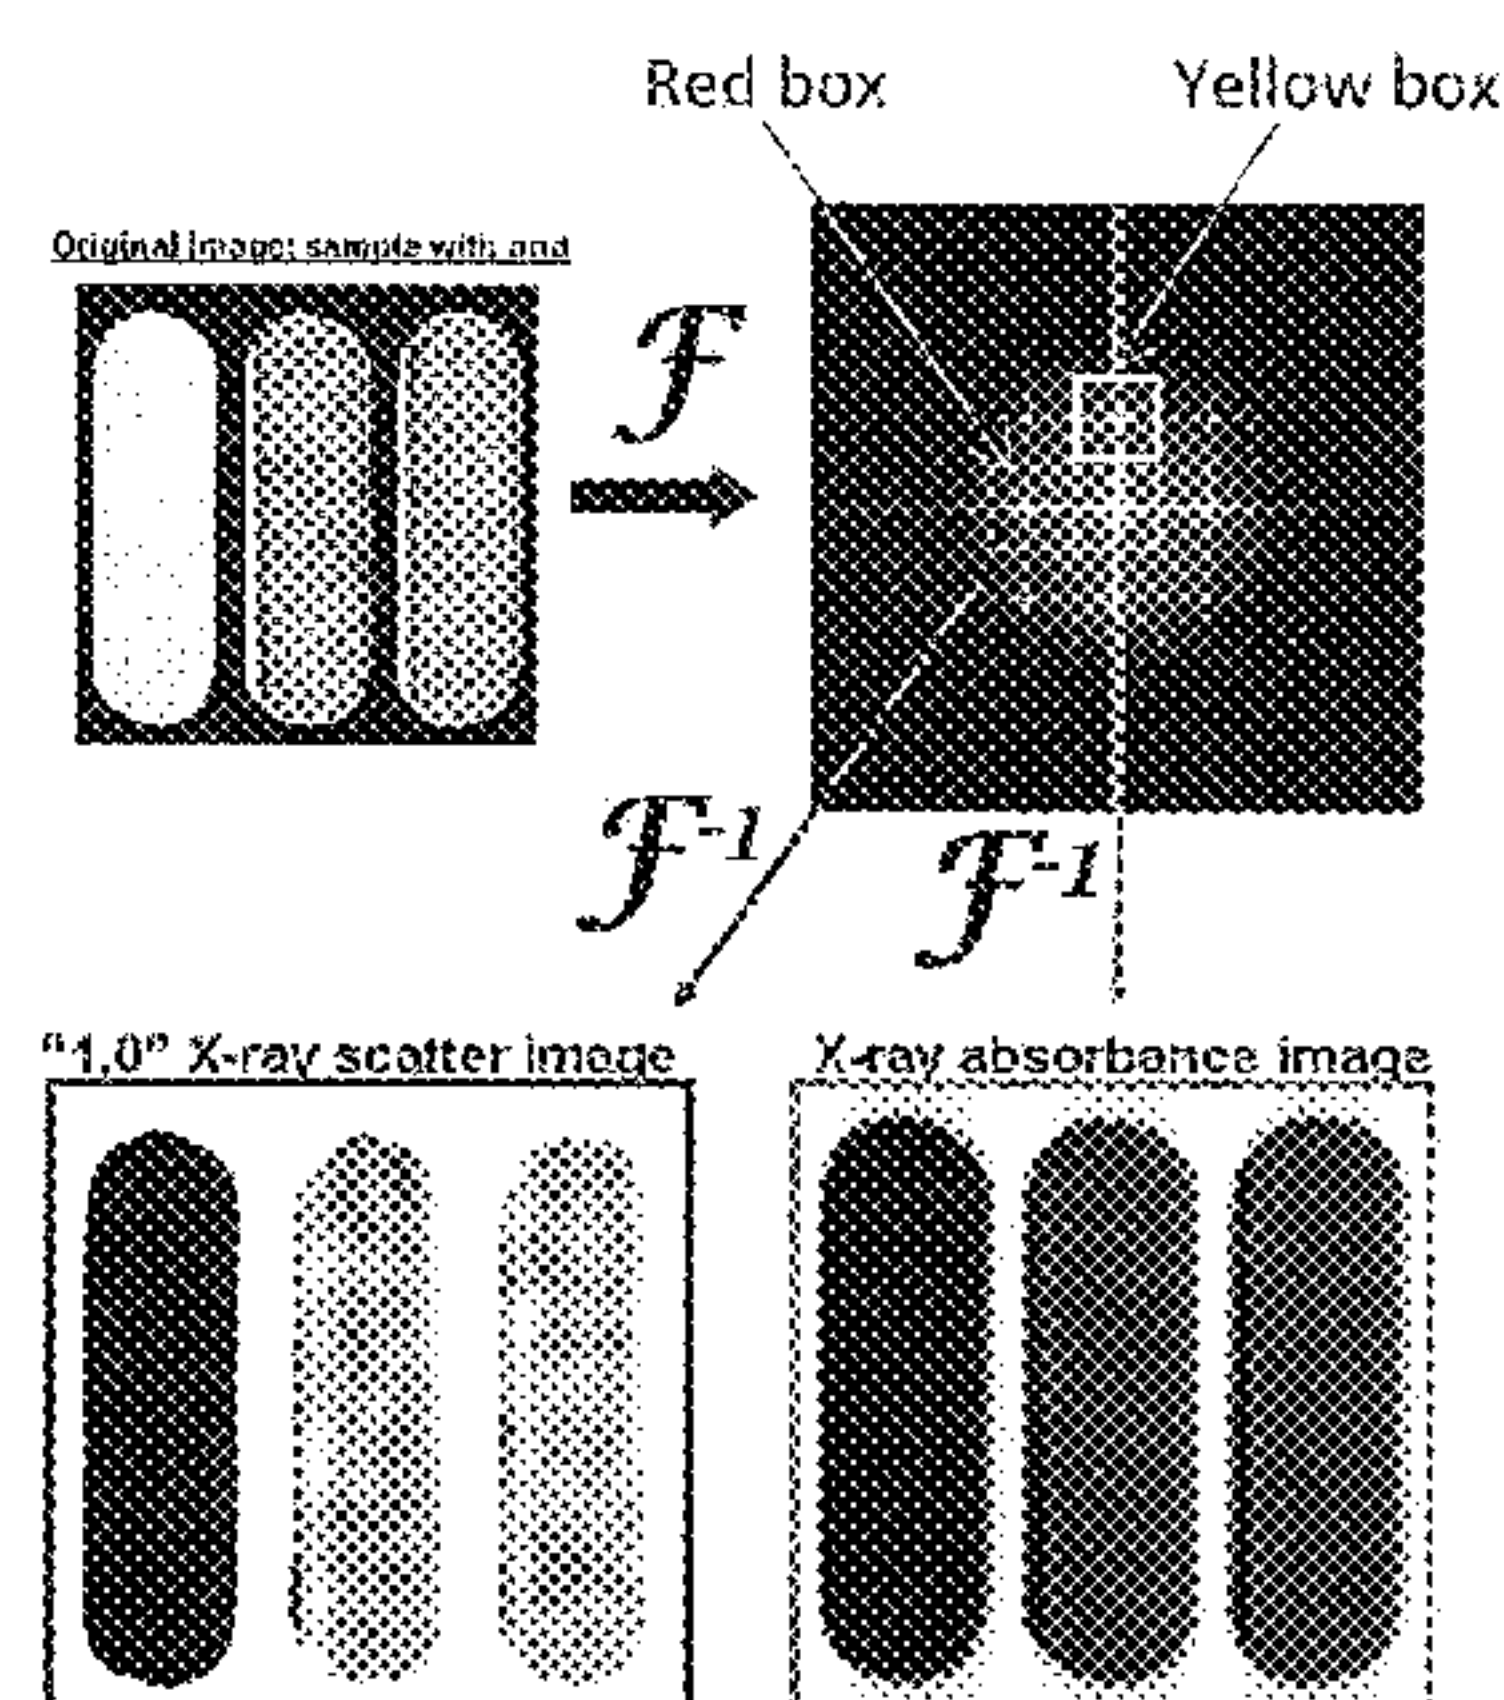 Red box
Yellow box
Original image: sample with and
ℱ
ℱ-1
ℱ-1
“1,0” X-ray scatter image
X-ray absorbance image